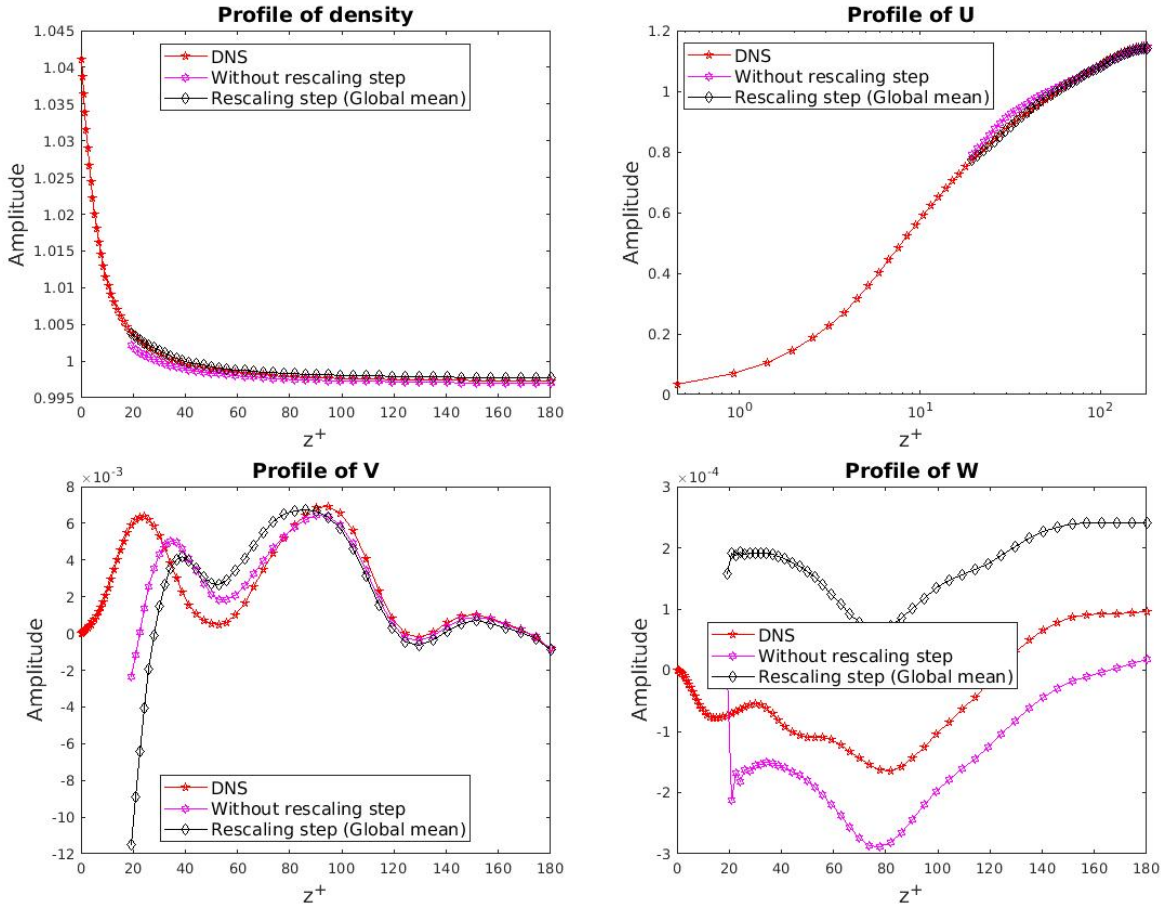 Profile of density
1.045
1.04
1.035
1.03
1.025
1.02
1.015
1.01
1.005
1
0.995
Amplitude
DNS
Without rescaling step
Rescaling step (Global mean)
0 20 40 60 80 100 120 140 160 180
z⁺
Profile of U
1.2
1
0.8
0.6
0.4
0.2
0
Amplitude
DNS
Without rescaling step
Rescaling step (Global mean)
10⁰ 10¹ 10²
z⁺
Profile of V
×10⁻³
8
6
4
2
0
-2
-4
-6
-8
-10
-12
Amplitude
DNS
Without rescaling step
Rescaling step (Global mean)
0 20 40 60 80 100 120 140 160 180
z⁺
Profile of W
×10⁻⁴
3
2
1
0
-1
-2
-3
Amplitude
DNS
Without rescaling step
Rescaling step (Global mean)
0 20 40 60 80 100 120 140 160 180
z⁺